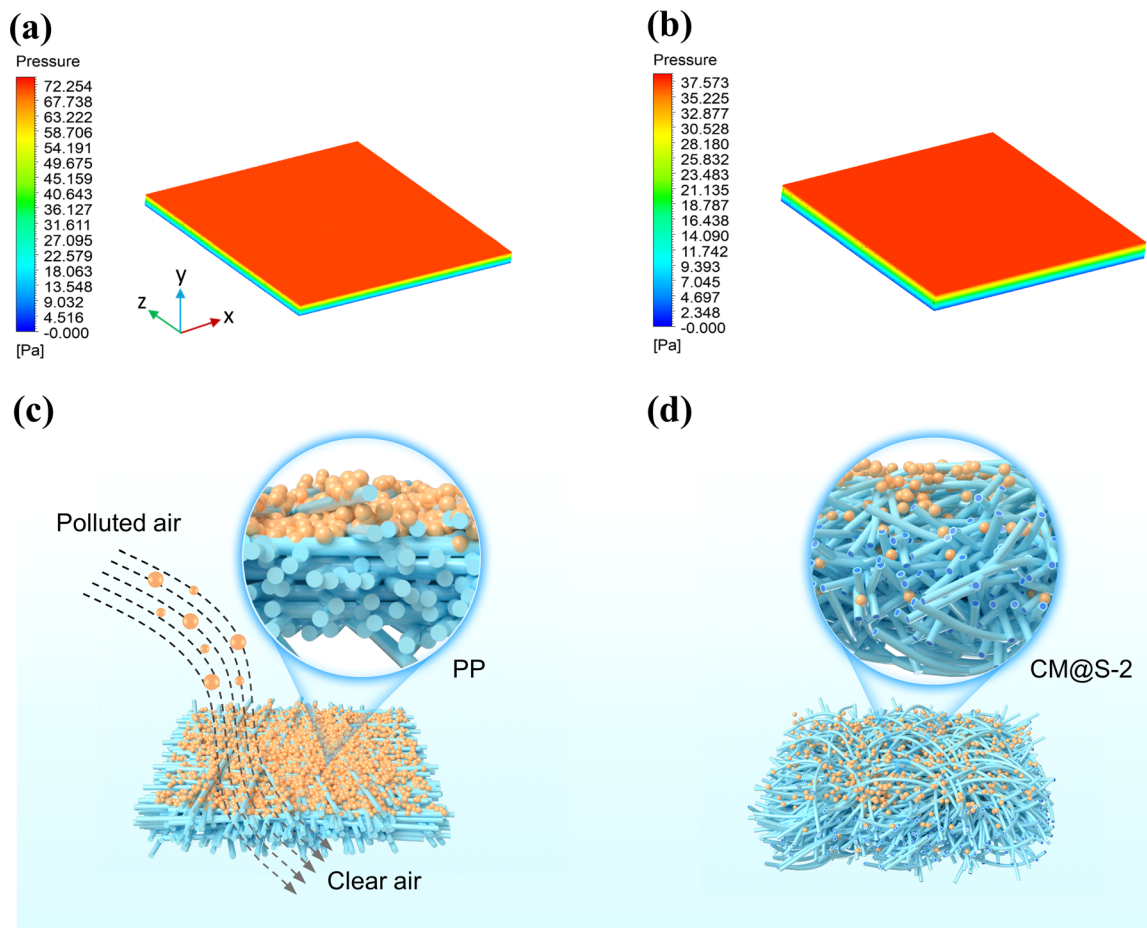 (a)
Pressure
72.254
67.738
63.222
58.706
54.191
49.675
45.159
40.643
36.127
31.611
27.095
22.579
18.063
13.548
9.032
4.516
-0.000
[Pa]
y
z
x
(b)
Pressure
37.573
35.225
32.877
30.528
28.180
25.832
23.483
21.135
18.787
16.438
14.090
11.742
9.393
7.045
4.697
2.348
-0.000
[Pa]
(c)
Polluted air
PP
Clear air
(d)
CM@S-2